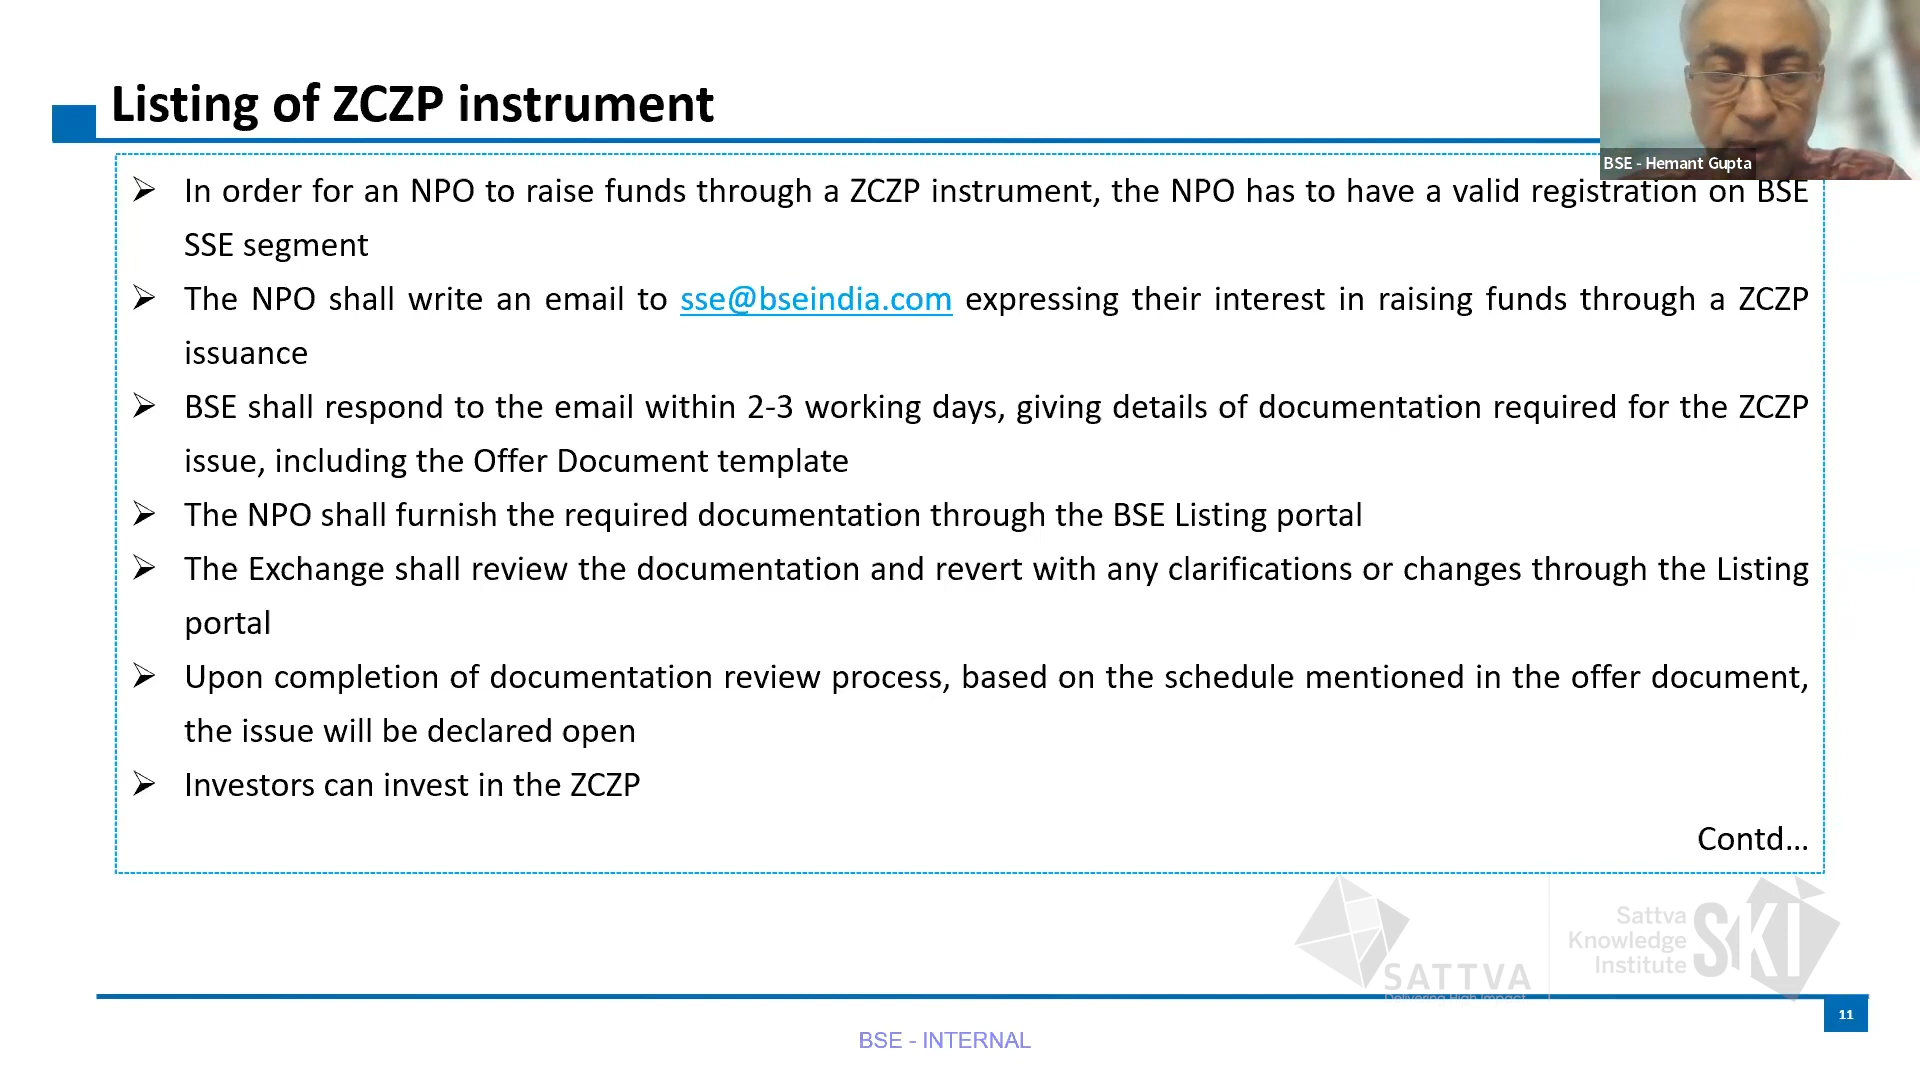 Listing of ZCZP instrument
BSE - Hemant Gupta
➢ In order for an NPO to raise funds through a ZCZP instrument, the NPO has to have a valid registration on BSE
SSE segment
➢ The NPO shall write an email to sse@bseindia.com expressing their interest in raising funds through a ZCZP
issuance
➢ BSE shall respond to the email within 2-3 working days, giving details of documentation required for the ZCZP
issue, including the Offer Document template
➢ The NPO shall furnish the required documentation through the BSE Listing portal
➢ The Exchange shall review the documentation and revert with any clarifications or changes through the Listing
portal
➢ Upon completion of documentation review process, based on the schedule mentioned in the offer document,
the issue will be declared open
➢ Investors can invest in the ZCZP
Contd...
SATTVA
Delivering High Impact
Sattva
Knowledge
Institute
SKI
11
BSE - INTERNAL